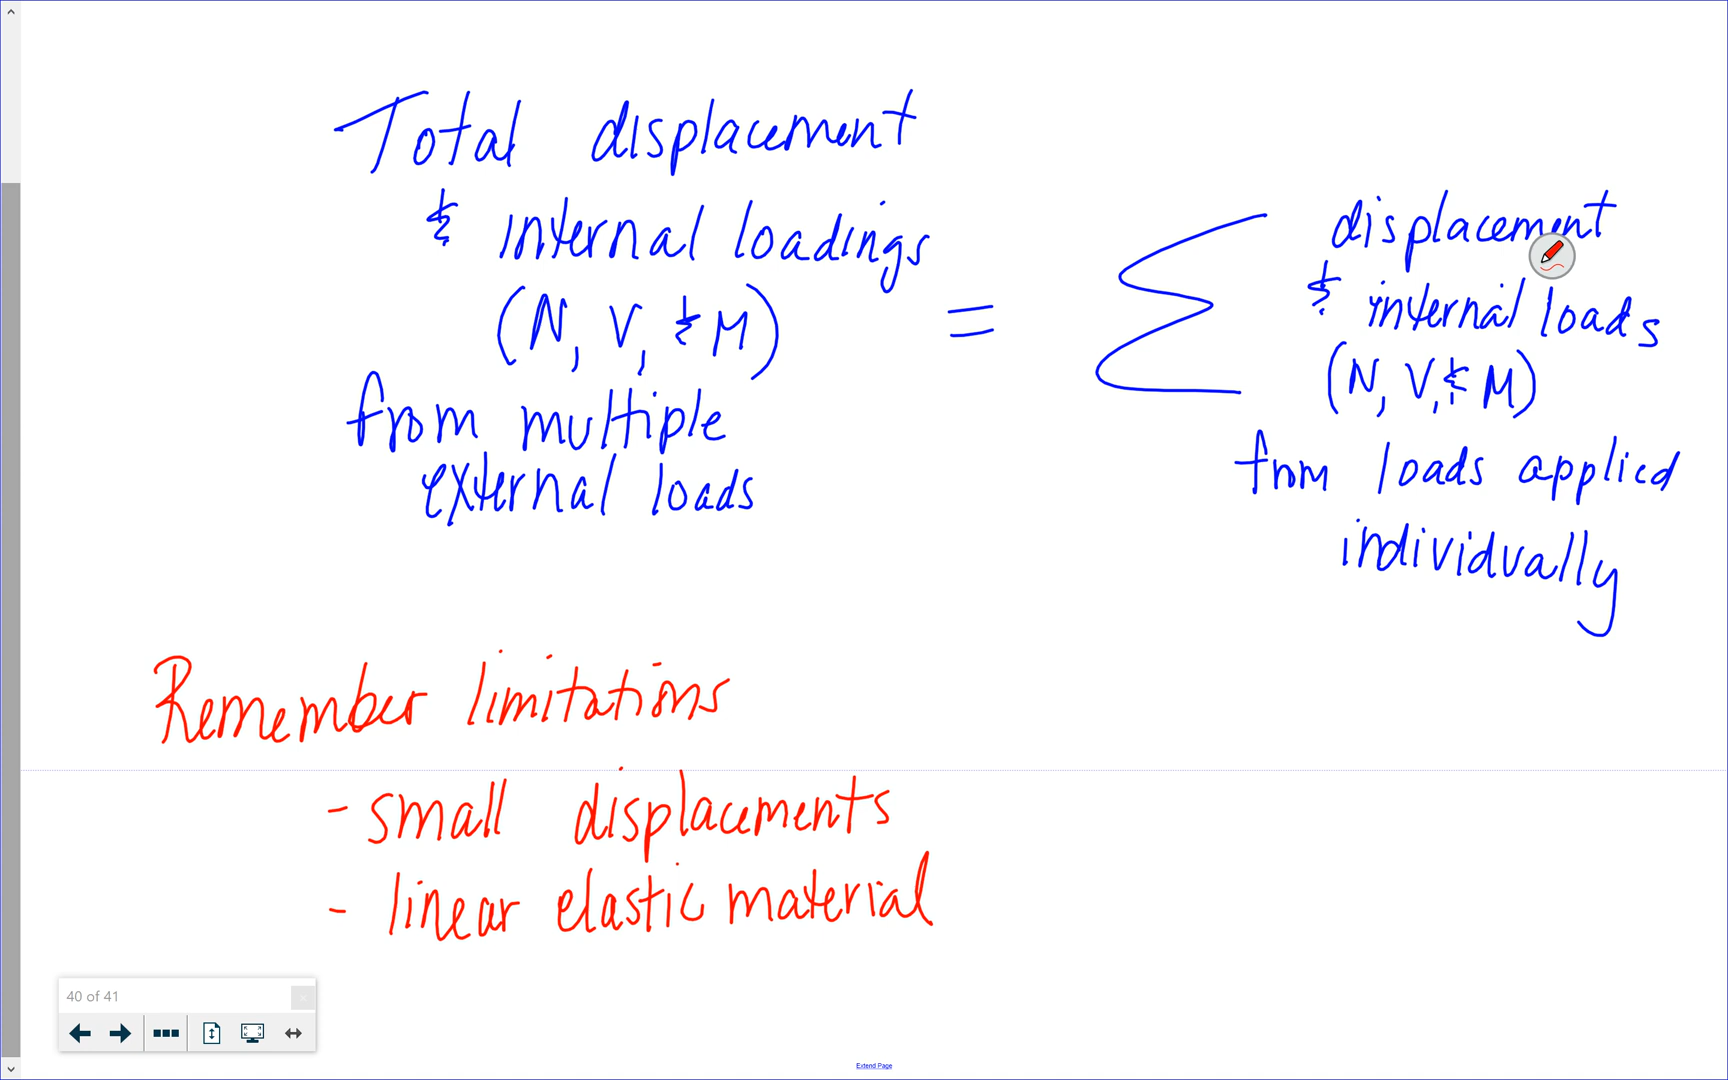 Total displacement
& internal loadings
(N, V, & M)
from multiple
external loads
=
Σ
displacement
& internal loads
(N, V, & M)
from loads applied
individually
Remember limitations
- small displacements
- linear elastic material
40 of 41
Extend Page